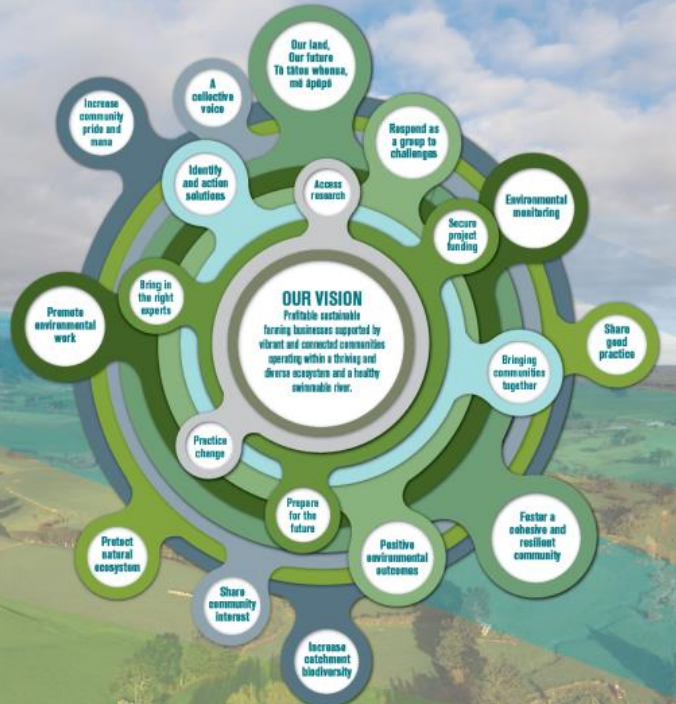 Our land,
Our future
Tō tātou whenua,
mō āpōpō
A
collective
voice
Increase
community
pride and
mana
Respond as
a group to
challenges
Identify
and action
solutions
Access
research
Environmental
monitoring
Secure
project
funding
Bring in
the right
experts
Promote
environmental
work
OUR VISION
Profitable sustainable
farming businesses supported by
vibrant and connected communities
operating within a thriving and
diverse ecosystem and a healthy
swimmable river.
Share
good
practice
Bringing
communities
together
Practice
change
Prepare
for the
future
Positive
environmental
outcomes
Foster a
cohesive and
resilient
community
Protect
natural
ecosystem
Share
community
interest
Increase
catchment
biodiversity